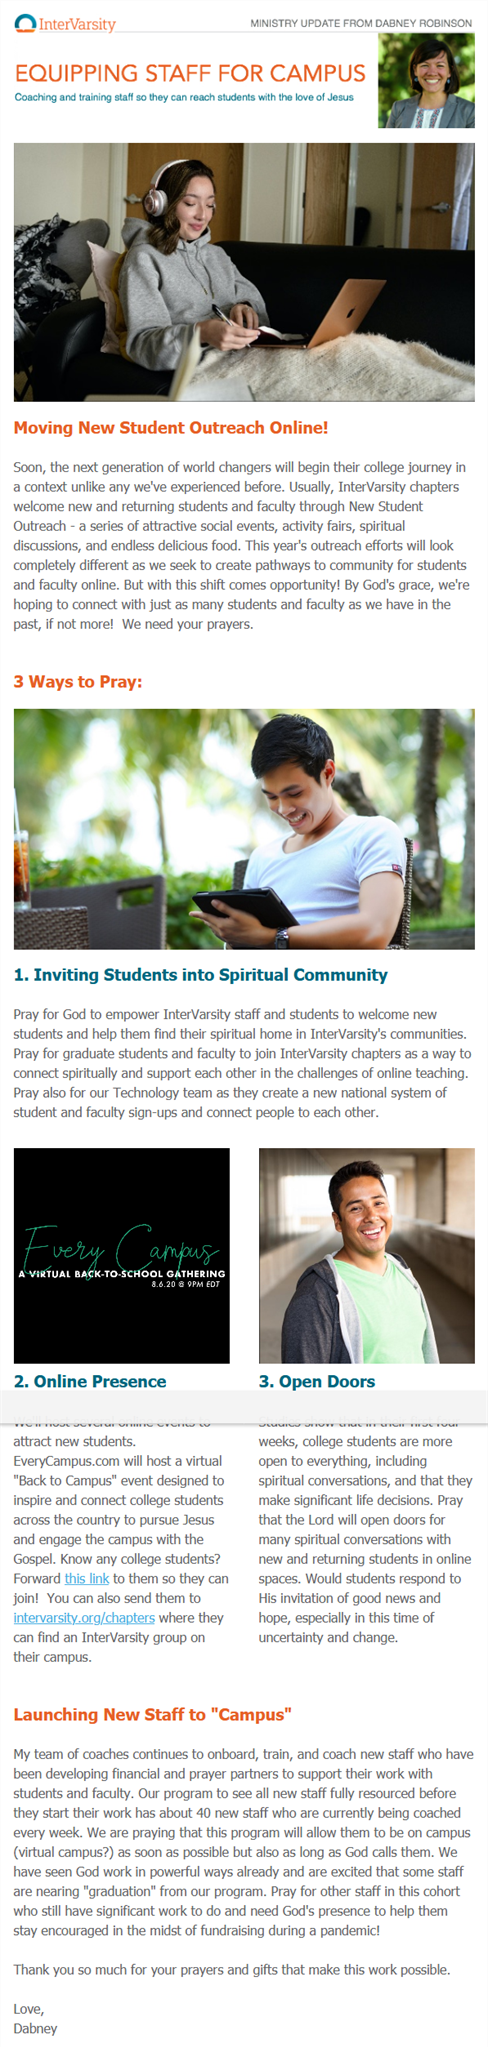 InterVarsity
MINISTRY UPDATE FROM DABNEY ROBINSON
EQUIPPING STAFF FOR CAMPUS
Coaching and training staff so they can reach students with the love of Jesus
Moving New Student Outreach Online!
Soon, the next generation of world changers will begin their college journey in
a context unlike any we've experienced before. Usually, InterVarsity chapters
welcome new and returning students and faculty through New Student
Outreach - a series of attractive social events, activity fairs, spiritual
discussions, and endless delicious food. This year's outreach efforts will look
completely different as we seek to create pathways to community for students
and faculty online. But with this shift comes opportunity! By God's grace, we're
hoping to connect with just as many students and faculty as we have in the
past, if not more!  We need your prayers.
3 Ways to Pray:
1. Inviting Students into Spiritual Community
Pray for God to empower InterVarsity staff and students to welcome new
students and help them find their spiritual home in InterVarsity's communities.
Pray for graduate students and faculty to join InterVarsity chapters as a way to
connect spiritually and support each other in the challenges of online teaching.
Pray also for our Technology team as they create a new national system of
student and faculty sign-ups and connect people to each other.
Every Campus
A VIRTUAL BACK-TO-SCHOOL GATHERING
8.6.20 @ 9PM EDT
2. Online Presence
We'll host several online events to
attract new students.
EveryCampus.com will host a virtual
"Back to Campus" event designed to
inspire and connect college students
across the country to pursue Jesus
and engage the campus with the
Gospel. Know any college students?
Forward this link to them so they can
join!  You can also send them to
intervarsity.org/chapters where they
can find an InterVarsity group on
their campus.
3. Open Doors
Studies show that in their first four
weeks, college students are more
open to everything, including
spiritual conversations, and that they
make significant life decisions. Pray
that the Lord will open doors for
many spiritual conversations with
new and returning students in online
spaces. Would students respond to
His invitation of good news and
hope, especially in this time of
uncertainty and change.
Launching New Staff to "Campus"
My team of coaches continues to onboard, train, and coach new staff who have
been developing financial and prayer partners to support their work with
students and faculty. Our program to see all new staff fully resourced before
they start their work has about 40 new staff who are currently being coached
every week. We are praying that this program will allow them to be on campus
(virtual campus?) as soon as possible but also as long as God calls them. We
have seen God work in powerful ways already and are excited that some staff
are nearing "graduation" from our program. Pray for other staff in this cohort
who still have significant work to do and need God's presence to help them
stay encouraged in the midst of fundraising during a pandemic!
Thank you so much for your prayers and gifts that make this work possible.
Love,
Dabney